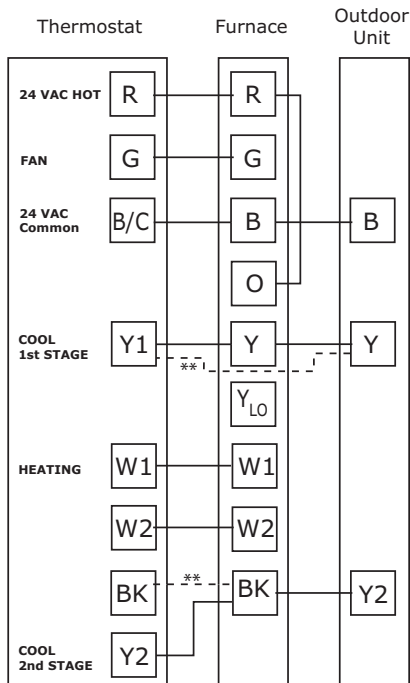 Thermostat Furnace Outdoor
Unit
24 VAC HOT R R
FAN G G
24 VAC
Common B/C B B
O
COOL
1st STAGE Y1 Y Y
**
YLO
HEATING W1 W1
W2 W2
**
BK BK Y2
COOL
2nd STAGE Y2